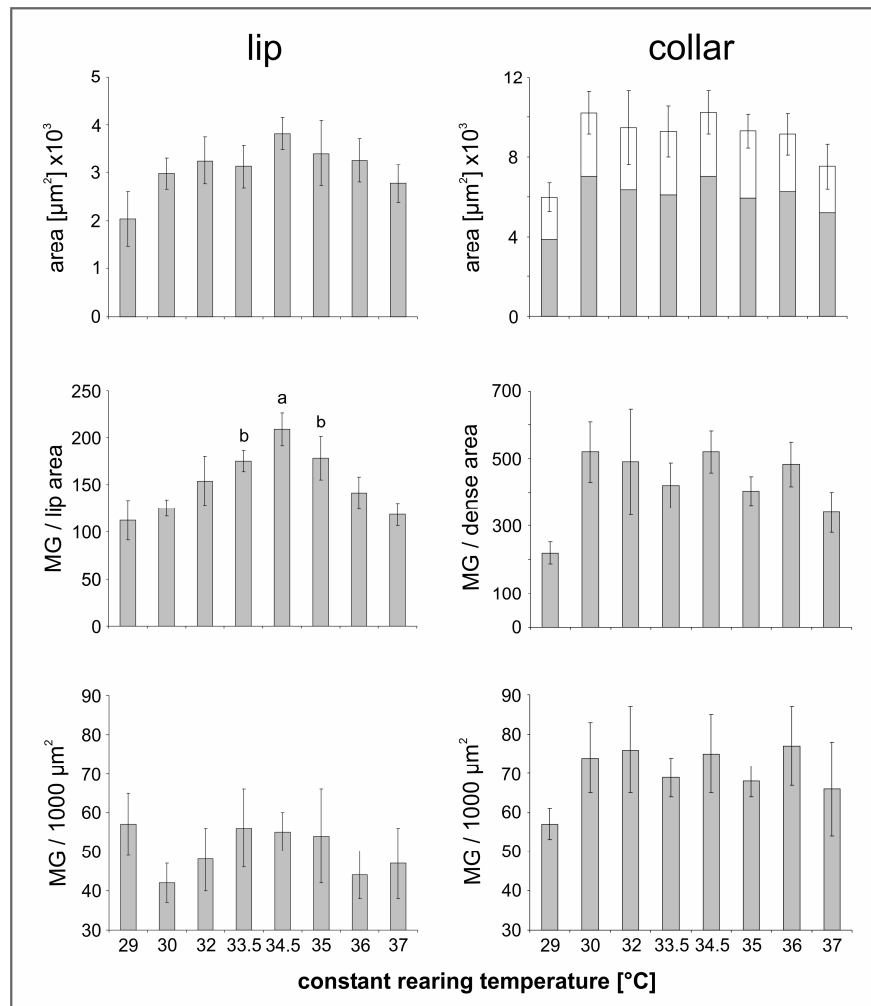 lip
collar
area [µm²] x10³
5
4
3
2
1
0
area [µm²] x10³
12
8
4
0
MG / lip area
250
200
150
100
50
0
b
a
b
MG / dense area
700
500
300
100
0
MG / 1000 µm²
90
80
70
60
50
40
30
29 30 32 33.5 34.5 35 36 37
MG / 1000 µm²
90
80
70
60
50
40
30
29 30 32 33.5 34.5 35 36 37
constant rearing temperature [°C]